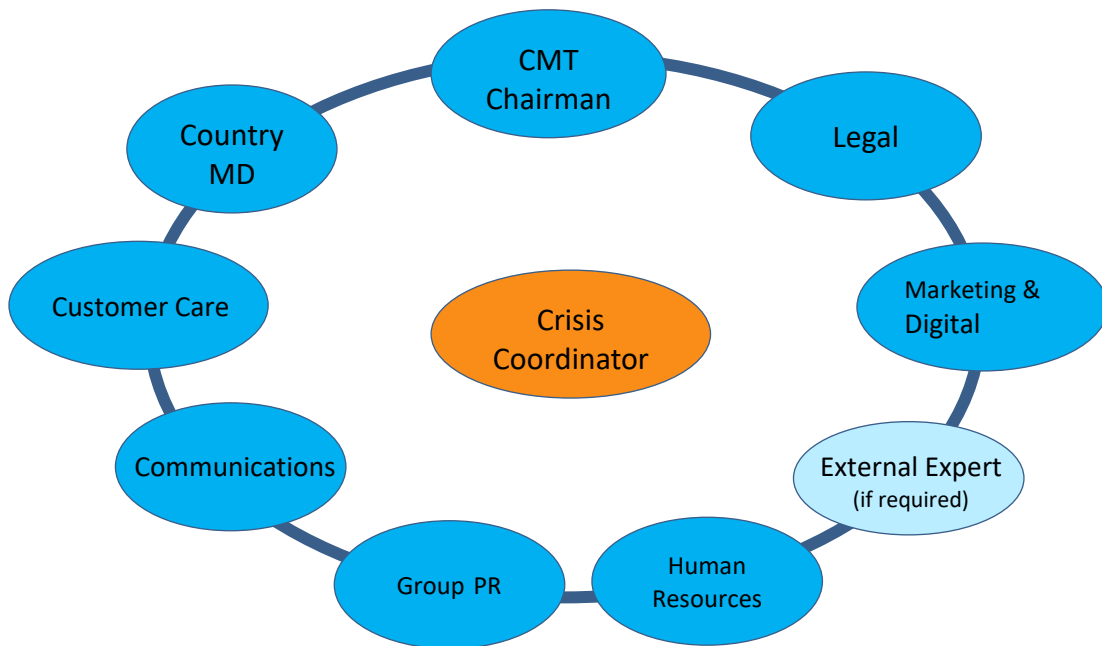 CMT
Chairman
Country
MD
Legal
Customer Care
Marketing &
Digital
Crisis
Coordinator
Communications
External Expert
(if required)
Group PR
Human
Resources